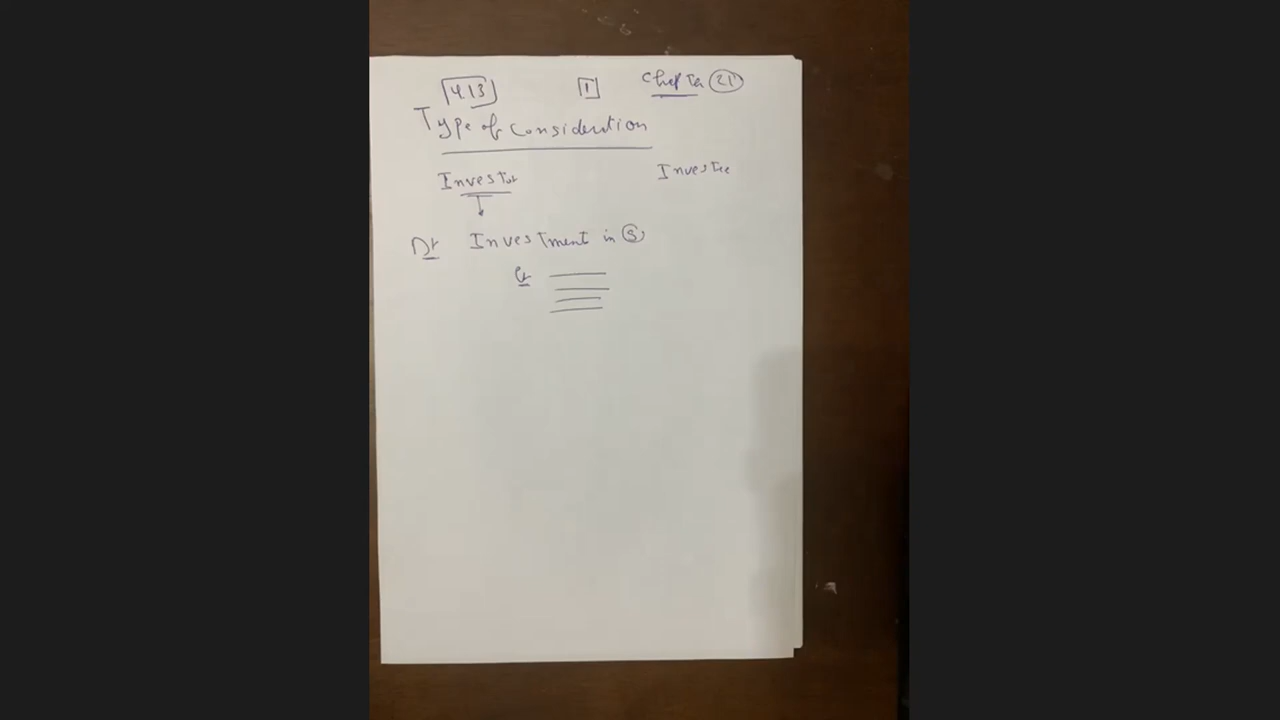 4.13 1 Chapter 21
Type of Consideration
Investor Investee
Dr Investment in S
Cr